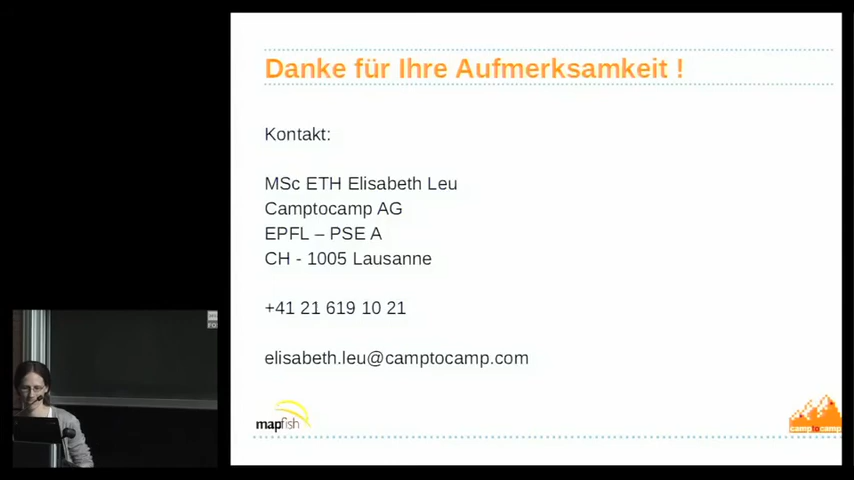 Danke für Ihre Aufmerksamkeit !
Kontakt:
MSc ETH Elisabeth Leu
Camptocamp AG
EPFL – PSE A
CH - 1005 Lausanne
+41 21 619 10 21
elisabeth.leu@camptocamp.com
mapfish
camptocamp